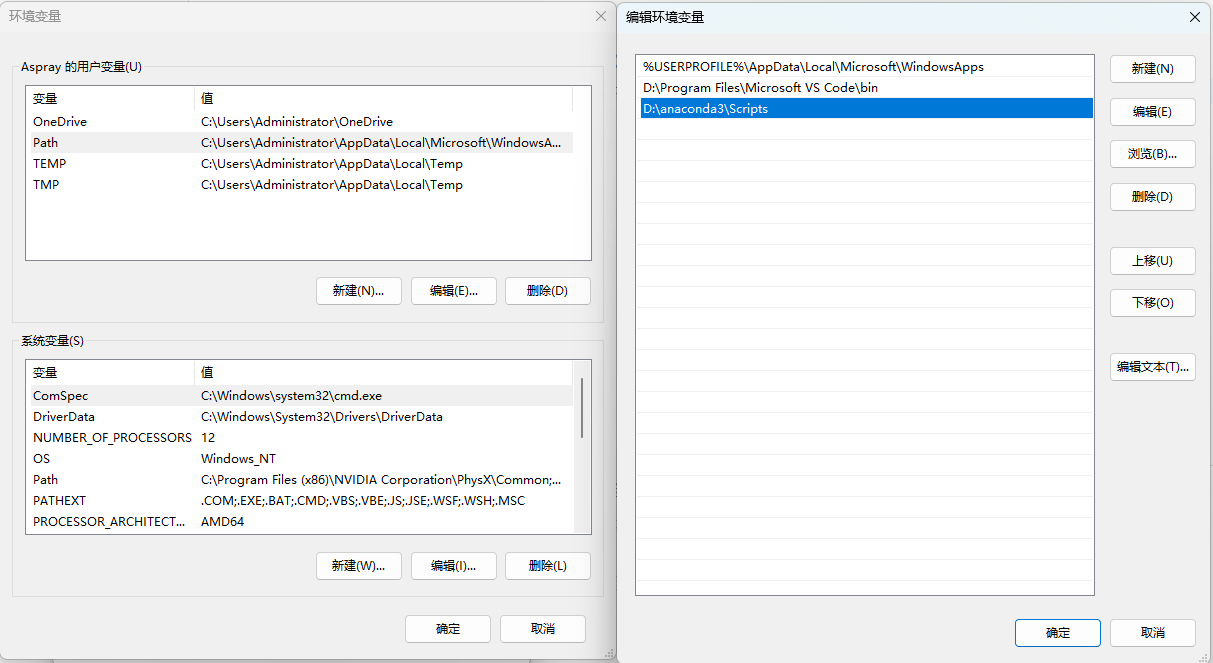 环境变量
Aspray 的用户变量(U)
变量 值
OneDrive C:\Users\Administrator\OneDrive
Path C:\Users\Administrator\AppData\Local\Microsoft\WindowsA...
TEMP C:\Users\Administrator\AppData\Local\Temp
TMP C:\Users\Administrator\AppData\Local\Temp
新建(N)... 编辑(E)... 删除(D)
系统变量(S)
变量 值
ComSpec C:\Windows\system32\cmd.exe
DriverData C:\Windows\System32\Drivers\DriverData
NUMBER_OF_PROCESSORS 12
OS Windows_NT
Path C:\Program Files (x86)\NVIDIA Corporation\PhysX\Common;...
PATHEXT .COM;.EXE;.BAT;.CMD;.VBS;.VBE;.JS;.JSE;.WSF;.WSH;.MSC
PROCESSOR_ARCHITECT... AMD64
新建(W)... 编辑(I)... 删除(L)
确定 取消
编辑环境变量
%USERPROFILE%\AppData\Local\Microsoft\WindowsApps
D:\Program Files\Microsoft VS Code\bin
D:\anaconda3\Scripts
新建(N)
编辑(E)
浏览(B)...
删除(D)
上移(U)
下移(O)
编辑文本(T)...
确定 取消